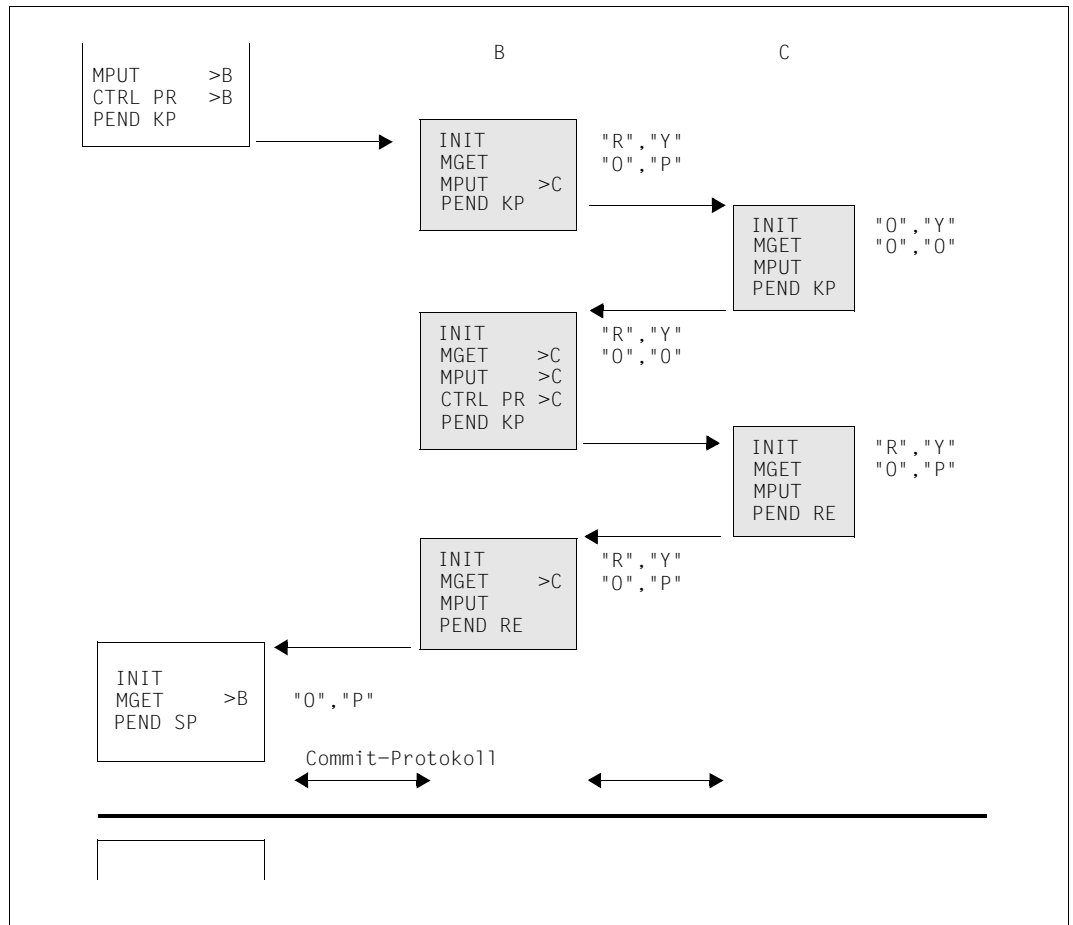 B C
MPUT >B
CTRL PR >B
PEND KP
INIT
MGET
MPUT >C
PEND KP
"R","Y"
"O","P"
INIT
MGET
MPUT
PEND KP
"O","Y"
"O","O"
INIT
MGET >C
MPUT >C
CTRL PR >C
PEND KP
"R","Y"
"O","O"
INIT
MGET
MPUT
PEND RE
"R","Y"
"O","P"
INIT
MGET >C
MPUT
PEND RE
"R","Y"
"O","P"
INIT
MGET >B
PEND SP
"O","P"
Commit-Protokoll